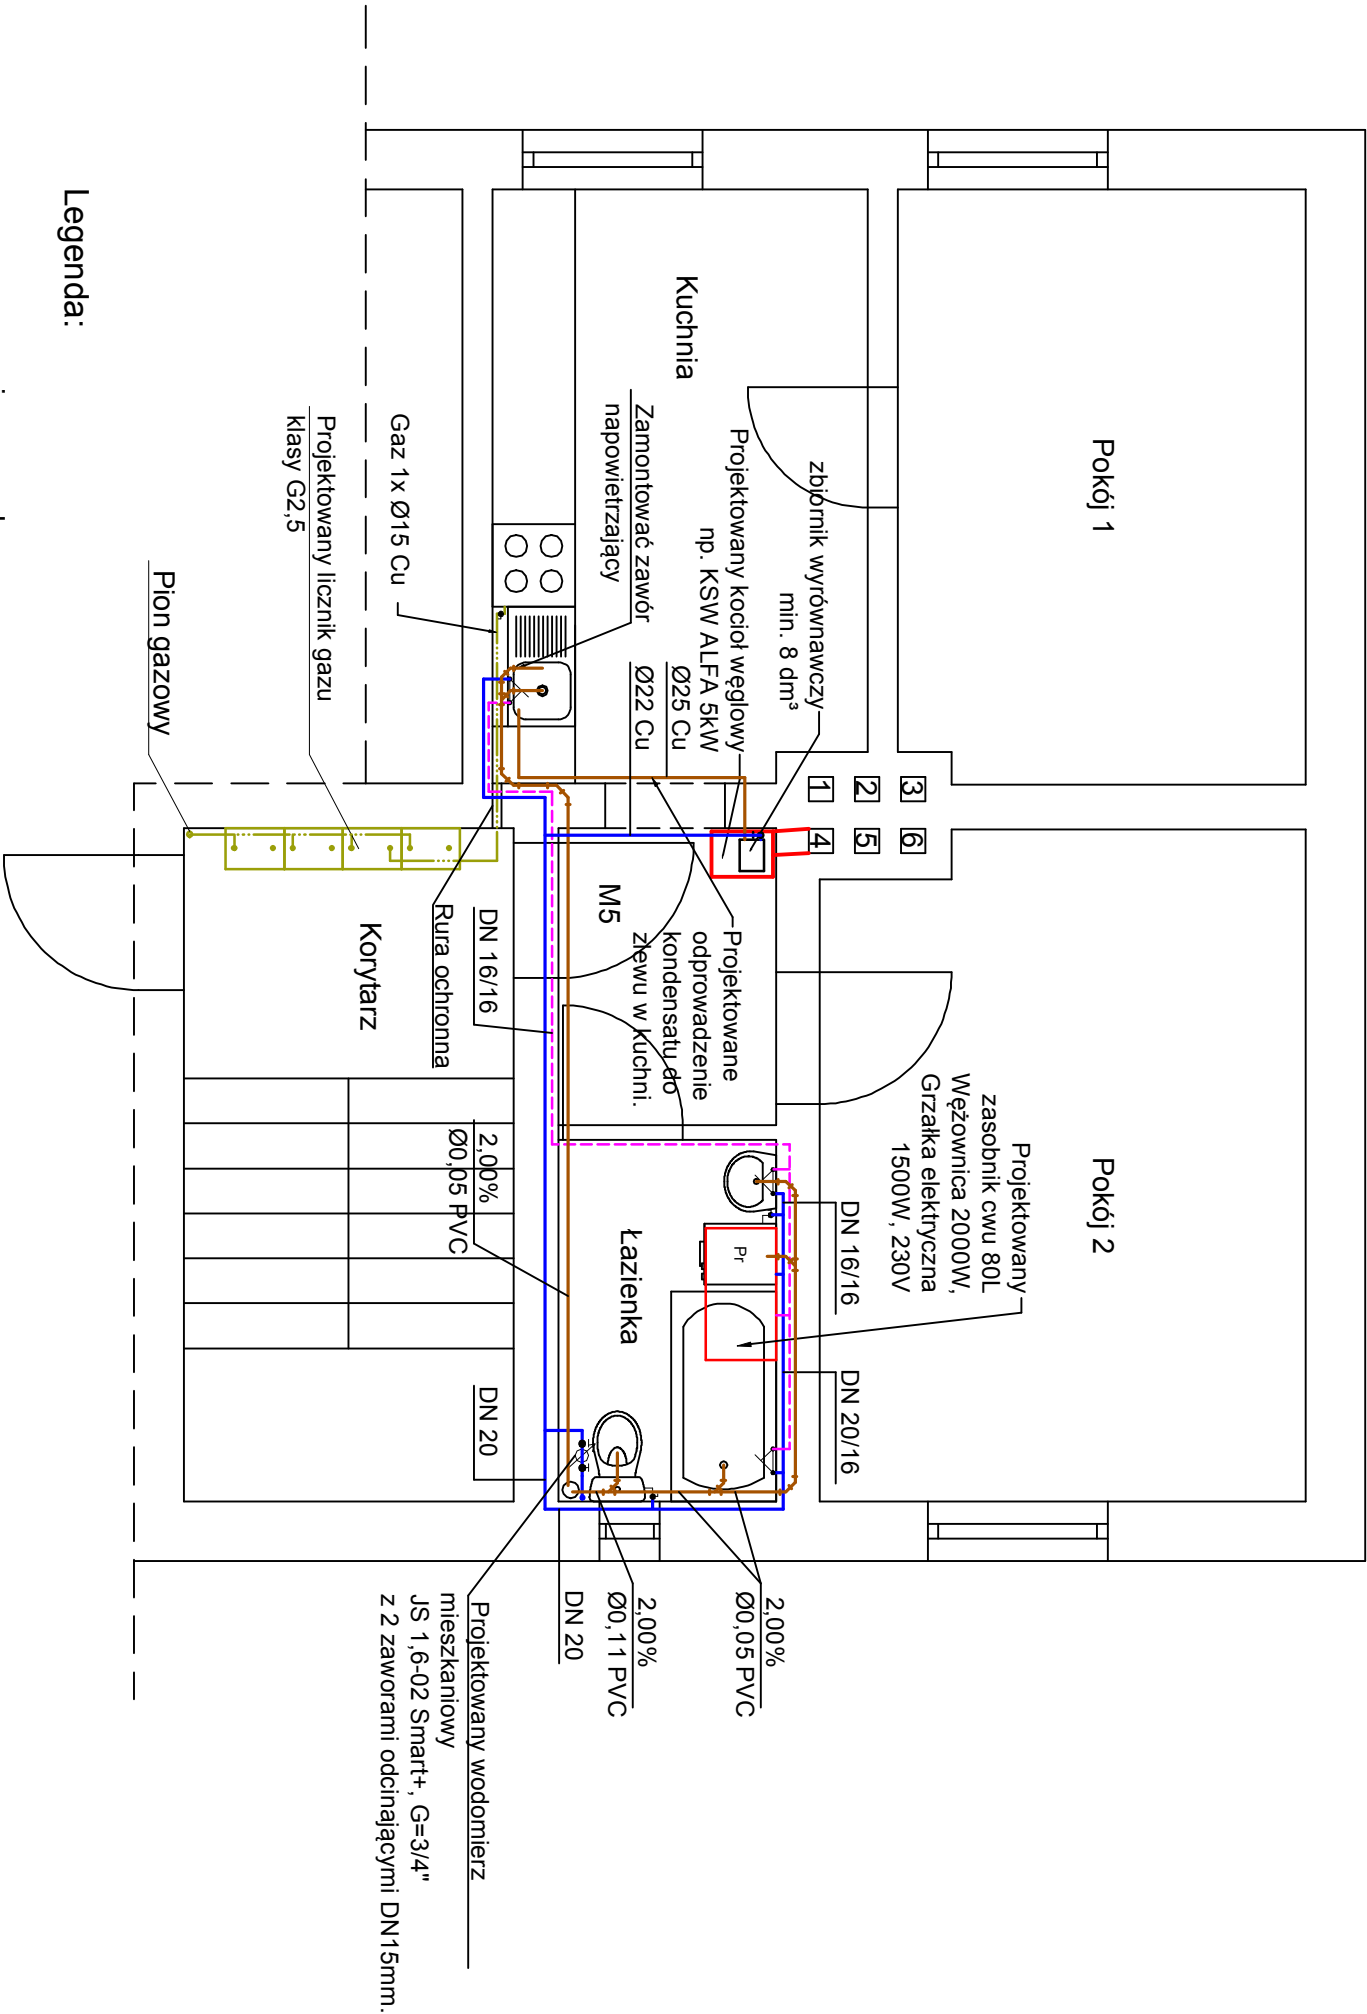 Pokój 1
Pokój 2
Kuchnia
zbiornik wyrównawczy
min. 8 dm³
Projektowany kocioł węglowy
np. KSW ALFA 5kW
Ø25 Cu
Ø22 Cu
Zamontować zawór
napowietrzający
Gaz 1x Ø15 Cu
Projektowany licznik gazu
klasy G2,5
Pion gazowy
1
2
3
4
5
6
M5
Projektowane
odprowadzenie
kondensatu do
zlewu w kuchni.
DN 16/16
Rura ochronna
Korytarz
Projektowany
zasobnik cwu 80L
Wężownica 2000W,
Grzałka elektryczna
1500W, 230V
DN 16/16
DN 20/16
Pr
Łazienka
2,00%
Ø0,05 PVC
DN 20
2,00%
Ø0,05 PVC
2,00%
Ø0,11 PVC
DN 20
Projektowany wodomierz
mieszkaniowy
JS 1,6-02 Smart+, G=3/4"
z 2 zaworami odcinającymi DN15mm.
Legenda: